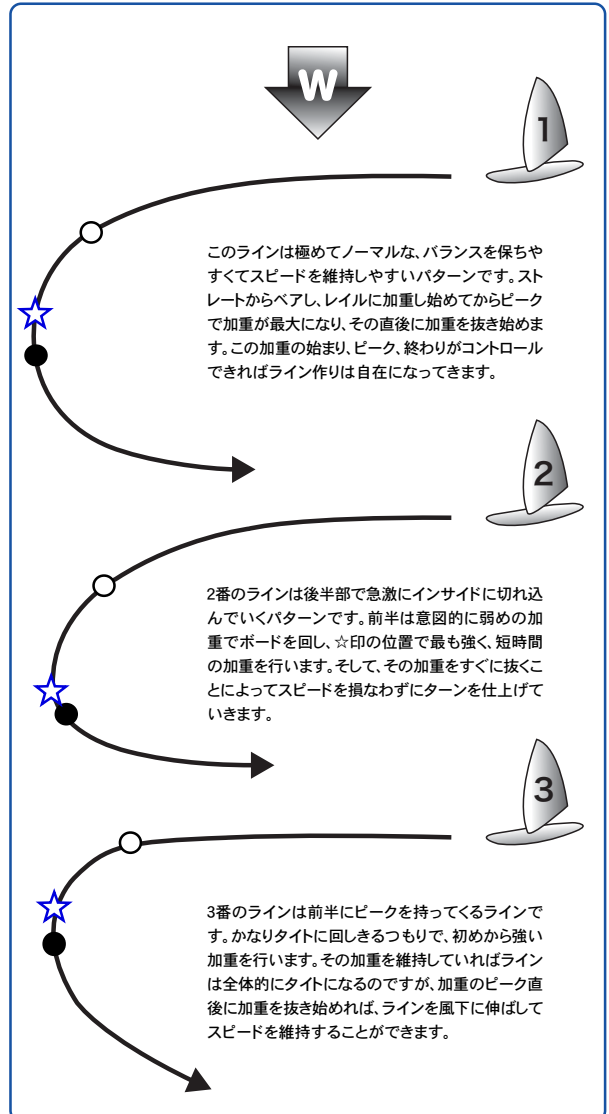 W
1
このラインは極めてノーマルな、バランスを保ちや
すくてスピードを維持しやすいパターンです。スト
レートからベアし、レイルに加重し始めてからピーク
で加重が最大になり、その直後に加重を抜き始めま
す。この加重の始まり、ピーク、終わりがコントロール
できればライン作りは自在になってきます。
2
2番のラインは後半部で急激にインサイドに切れ込
んでいくパターンです。前半は意図的に弱めの加
重でボードを回し、☆印の位置で最も強く、短時間
の加重を行います。そして、その加重をすぐに抜くこ
とによってスピードを損なわずにターンを仕上げて
いきます。
3
3番のラインは前半にピークを持ってくるラインで
す。かなりタイトに回しきるつもりで、初めから強い
加重を行います。その加重を維持していればライン
は全体的にタイトになるのですが、加重のピーク直
後に加重を抜き始めれば、ラインを風下に伸ばして
スピードを維持することができます。